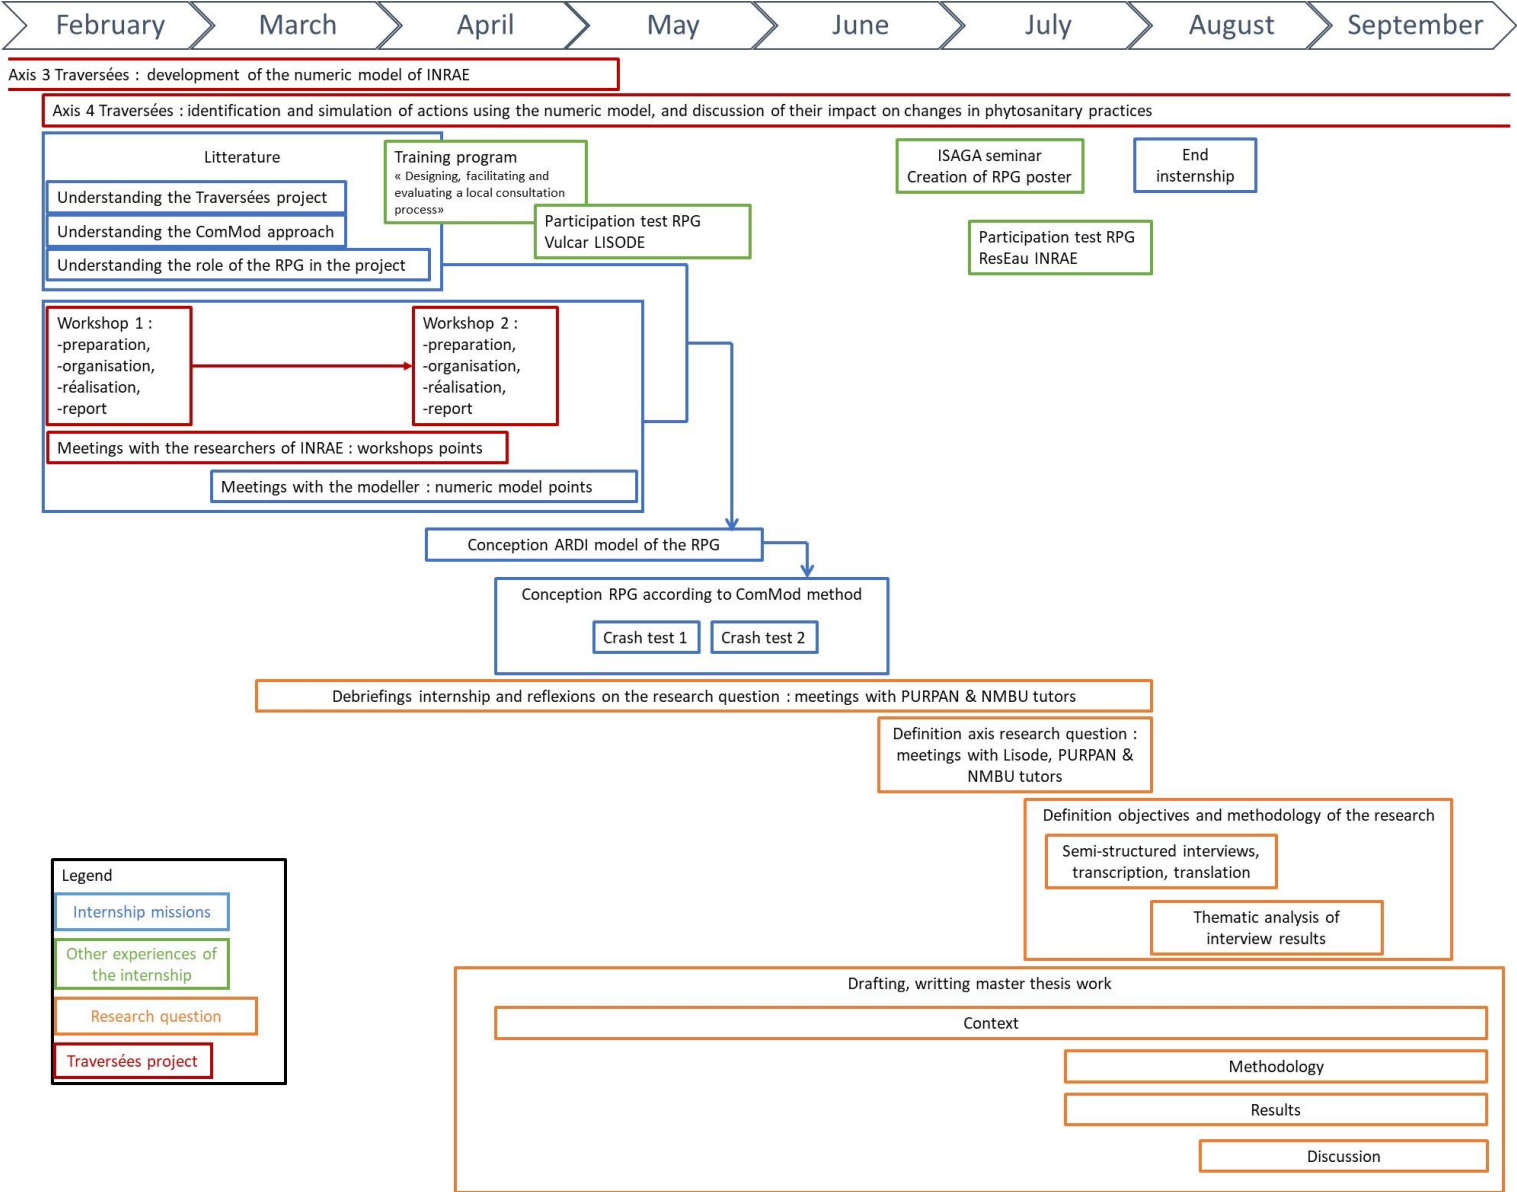 February
March
April
May
June
July
August
September
Axis 3 Traversées : development of the numeric model of INRAE
Axis 4 Traversées : identification and simulation of actions using the numeric model, and discussion of their impact on changes in phytosanitary practices
Litterature
Understanding the Traversées project
Understanding the ComMod approach
Understanding the role of the RPG in the project
Training program
« Designing, facilitating and
evaluating a local consultation
process»
Participation test RPG
Vulcar LISODE
ISAGA seminar
Creation of RPG poster
End
insternship
Participation test RPG
ResEau INRAE
Workshop 1 :
-preparation,
-organisation,
-réalisation,
-report
Workshop 2 :
-preparation,
-organisation,
-réalisation,
-report
Meetings with the researchers of INRAE : workshops points
Meetings with the modeller : numeric model points
Conception ARDI model of the RPG
Conception RPG according to ComMod method
Crash test 1
Crash test 2
Debriefings internship and reflexions on the research question : meetings with PURPAN & NMBU tutors
Definition axis research question :
meetings with Lisode, PURPAN &
NMBU tutors
Definition objectives and methodology of the research
Semi-structured interviews,
transcription, translation
Thematic analysis of
interview results
Legend
Internship missions
Other experiences of
the internship
Research question
Traversées project
Drafting, writting master thesis work
Context
Methodology
Results
Discussion